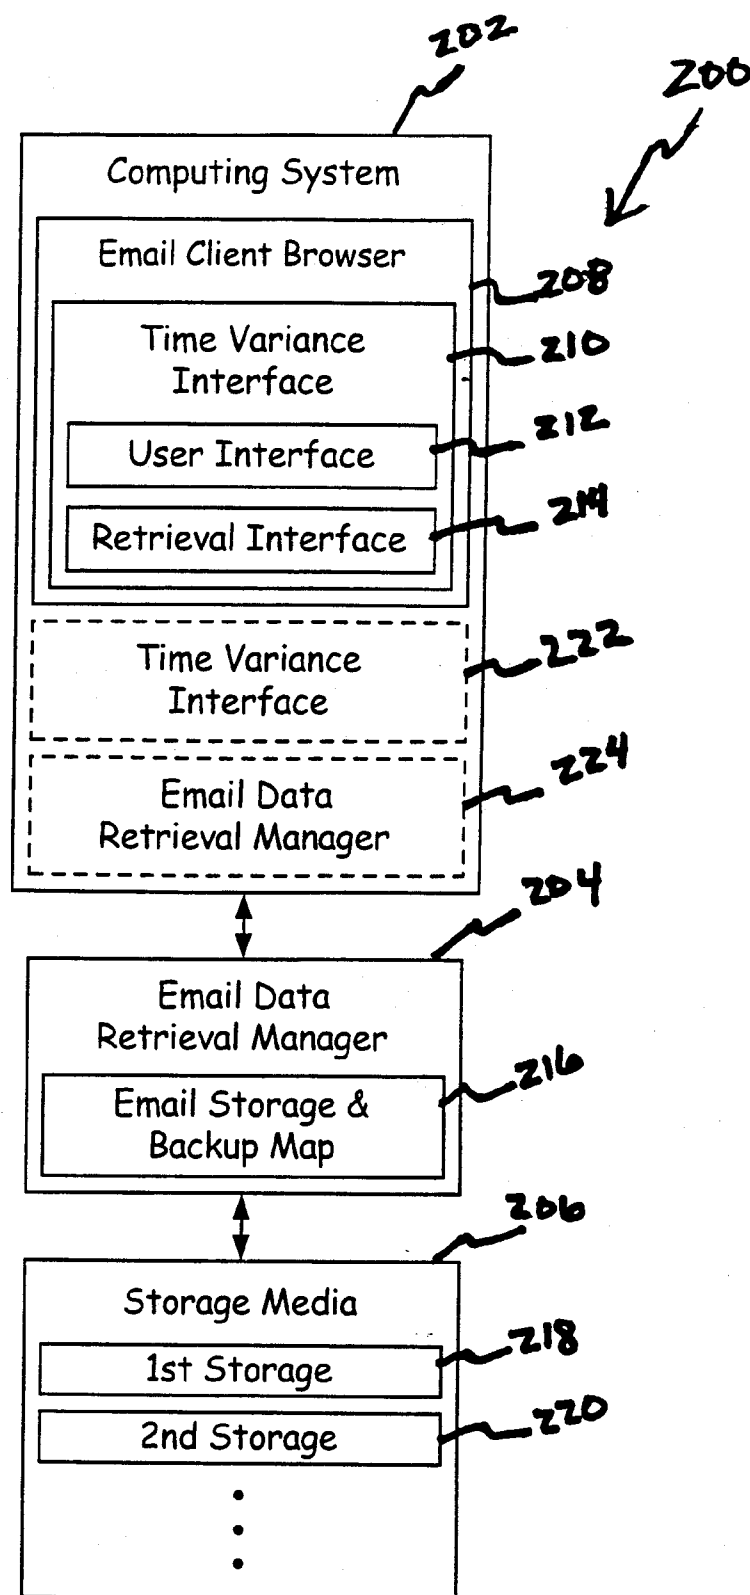 202
200
Computing System
Email Client Browser
208
Time Variance
Interface
210
User Interface
212
Retrieval Interface
214
Time Variance
Interface
222
Email Data
Retrieval Manager
224
204
Email Data
Retrieval Manager
Email Storage &
Backup Map
216
206
Storage Media
1st Storage
218
2nd Storage
220